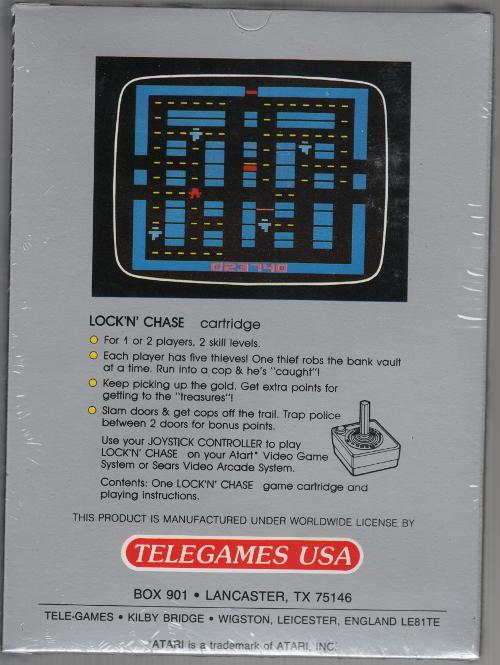 023740
LOCK'N' CHASE cartridge
For 1 or 2 players, 2 skill levels.
Each player has five thieves! One thief robs the bank vault
at a time. Run into a cop & he's "caught"!
Keep picking up the gold. Get extra points for
getting to the "treasures"!
Slam doors & get cops off the trail. Trap police
between 2 doors for bonus points.
Use your JOYSTICK CONTROLLER to play
LOCK'N' CHASE on your Atari* Video Game
System or Sears Video Arcade System.
Contents: One LOCK'N' CHASE game cartridge and
playing instructions.
THIS PRODUCT IS MANUFACTURED UNDER WORLDWIDE LICENSE BY
TELEGAMES USA
BOX 901 • LANCASTER, TX 75146
TELE-GAMES • KILBY BRIDGE • WIGSTON, LEICESTER, ENGLAND LE81TE
*ATARI is a trademark of ATARI, INC.